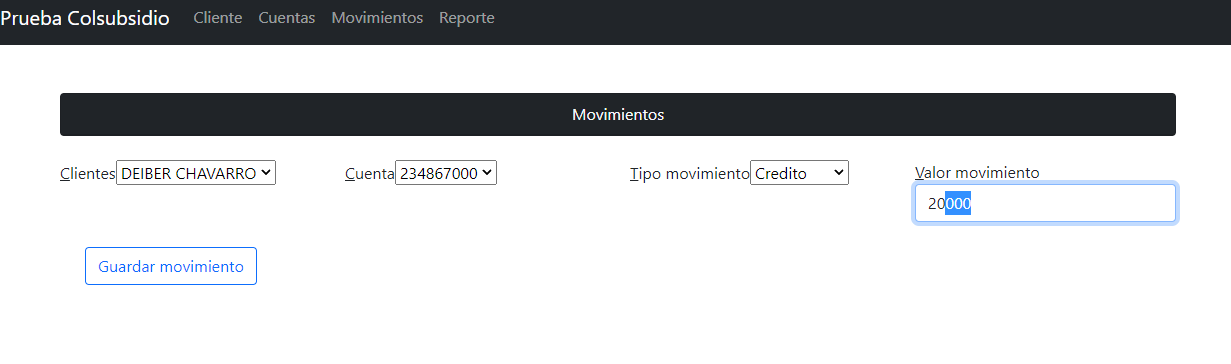 Prueba Colsubsidio Cliente Cuentas Movimientos Reporte
Movimientos
Clientes DEIBER CHAVARRO Cuenta 234867000 Tipo movimiento Credito Valor movimiento
20000
Guardar movimiento